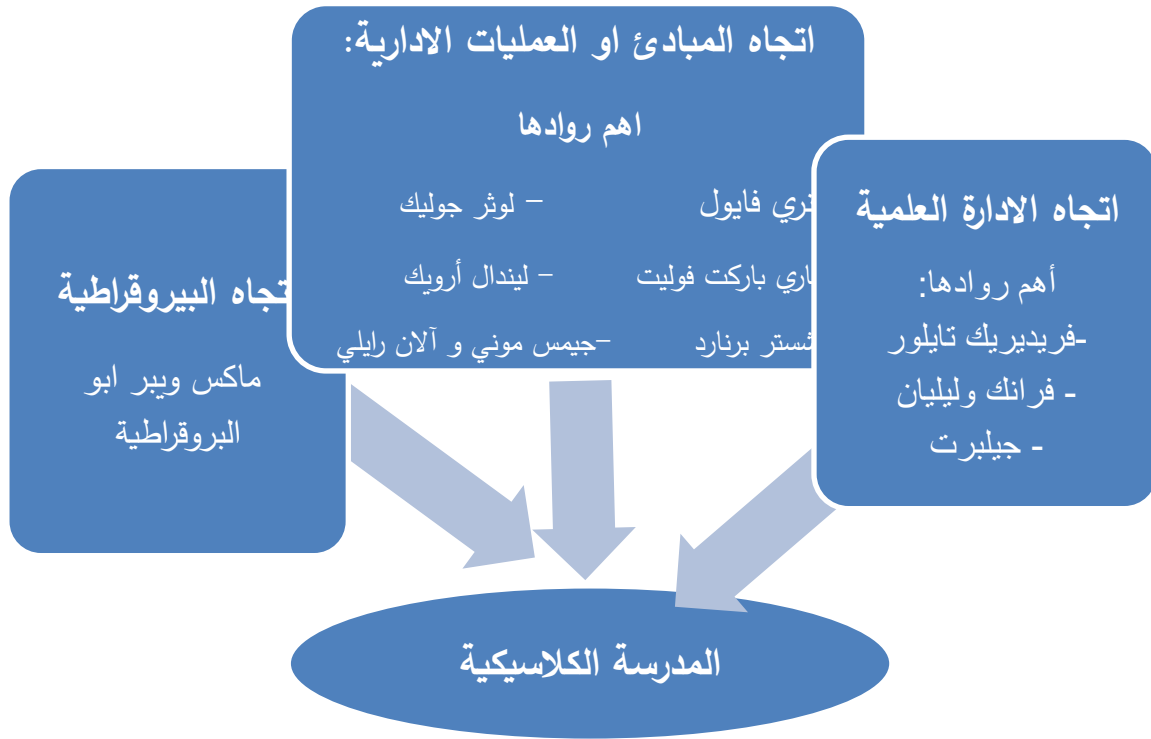 اتجاه المبادئ او العمليات الادارية:
اهم روادها
نري فايول – لوثر جوليك
اري باركت فوليت – ليندال أرويك
شستر برنارد –جيمس موني و آلان رايلي
اتجاه الادارة العلمية
أهم روادها:
-فريديريك تايلور
- فرانك وليليان
- جيلبرت
تجاه البيروقراطية
ماكس ويبر ابو
البروقراطية
المدرسة الكلاسيكية